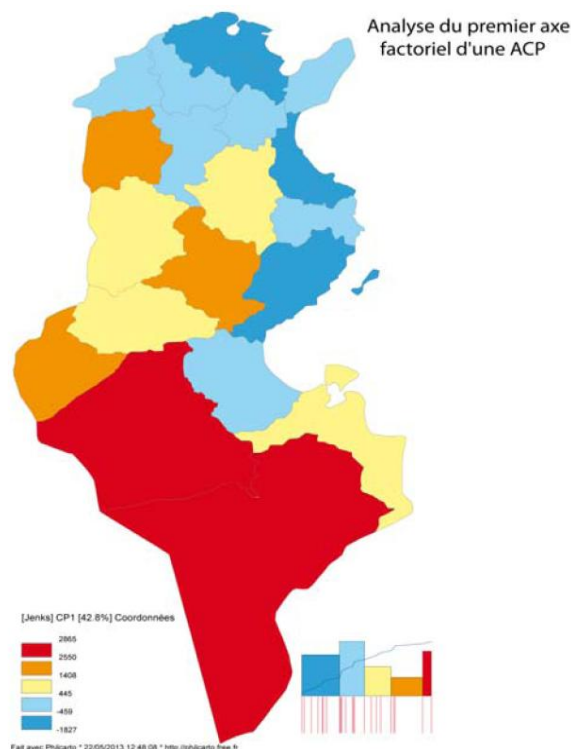 Analyse du premier axe
factoriel d'une ACP
[Jenks] CP1 [42.8%] Coordonnées
2865
2550
1408
445
-459
-1827
Fait avec Philcarto * 22/05/2013 12:48:08 * http://philcarto.free.fr